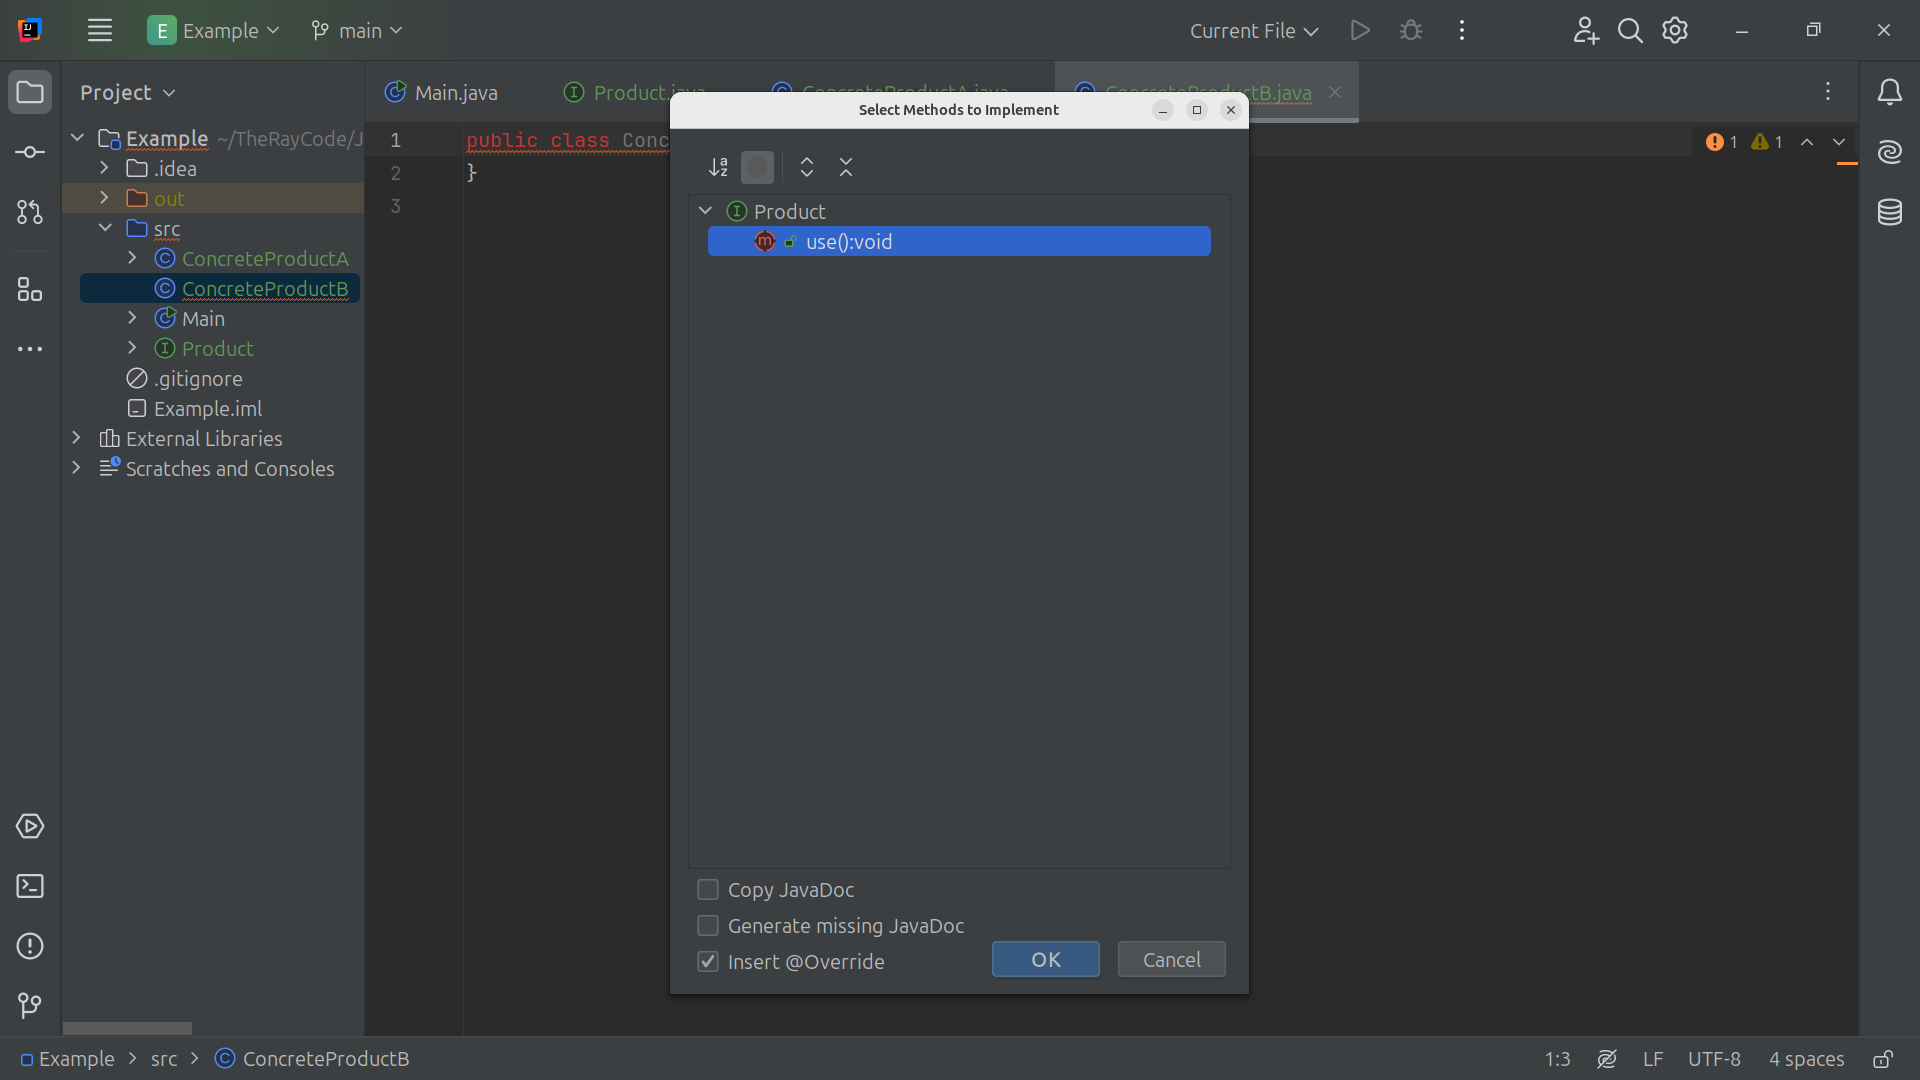 E Example
main
Current File
Project
Main.java
Product.java
ConcreteProductA.java
ConcreteProductB.java
Select Methods to Implement
Example ~/TheRayCode/J
.idea
out
src
ConcreteProductA
ConcreteProductB
Main
Product
.gitignore
Example.iml
External Libraries
Scratches and Consoles
1 public class Conc
2 }
3
1 1
Product
use():void
Copy JavaDoc
Generate missing JavaDoc
Insert @Override
OK
Cancel
Example > src > ConcreteProductB
1:3
LF
UTF-8
4 spaces